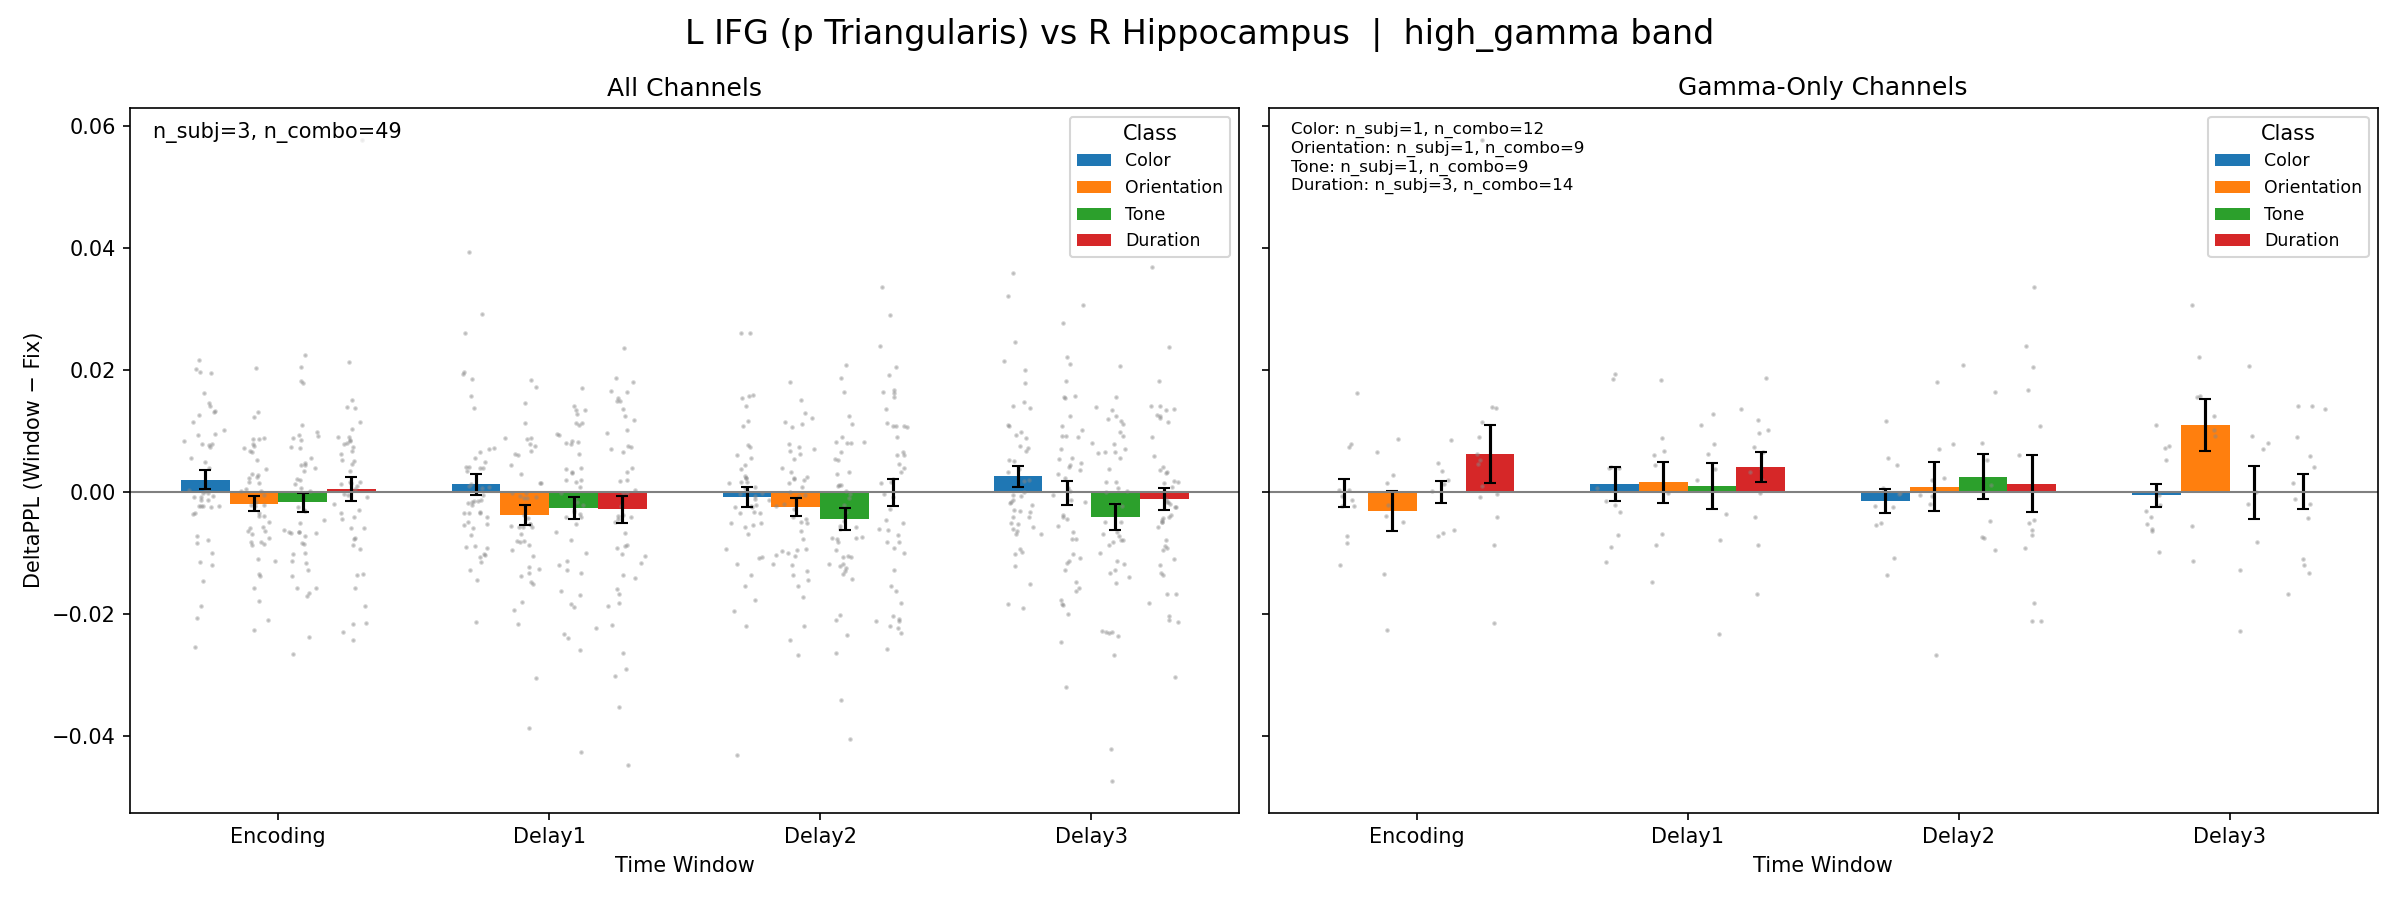 L IFG (p Triangularis) vs R Hippocampus | high_gamma band
All Channels
n_subj=3, n_combo=49
Class
Color
Orientation
Tone
Duration
0.06
0.04
0.02
0.00
−0.02
−0.04
DeltaPPL (Window − Fix)
Encoding
Delay1
Delay2
Delay3
Time Window
Gamma-Only Channels
Color: n_subj=1, n_combo=12
Orientation: n_subj=1, n_combo=9
Tone: n_subj=1, n_combo=9
Duration: n_subj=3, n_combo=14
Class
Color
Orientation
Tone
Duration
Encoding
Delay1
Delay2
Delay3
Time Window